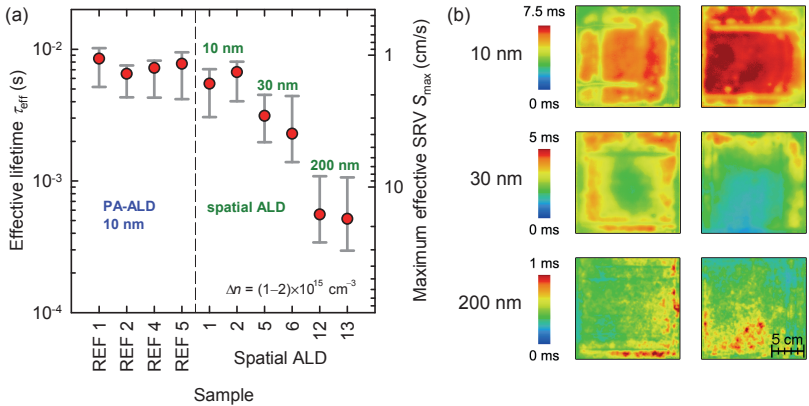 (a)
10⁻²
10⁻³
10⁻⁴
Effective lifetime τeff (s)
10 nm
30 nm
200 nm
PA-ALD
10 nm
spatial ALD
Δn = (1–2)×10¹⁵ cm⁻³
1
10
Maximum effective SRV Smax (cm/s)
REF 1
REF 2
REF 4
REF 5
1
2
5
6
12
13
Spatial ALD
Sample
(b)
7.5 ms
10 nm
0 ms
5 ms
30 nm
0 ms
1 ms
200 nm
0 ms
5 cm